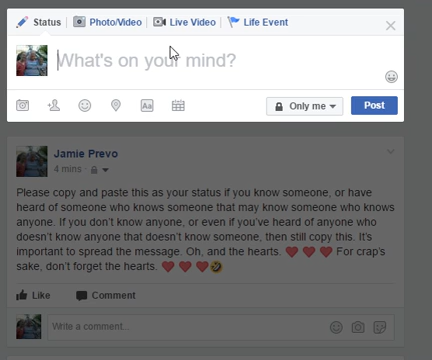 Status Photo/Video Live Video Life Event
What's on your mind?
Aa
Only me Post
Jamie Prevo
4 mins ·
Please copy and paste this as your status if you know someone, or have
heard of someone who knows someone that may know someone who knows
anyone. If you don't know anyone, or even if you've heard of anyone who
doesn't know anyone that doesn't know someone, then still copy this. It's
important to spread the message. Oh, and the hearts. ❤️ ❤️ ❤️ For crap's
sake, don't forget the hearts. ❤️ ❤️ ❤️🤣
Like Comment
Write a comment...